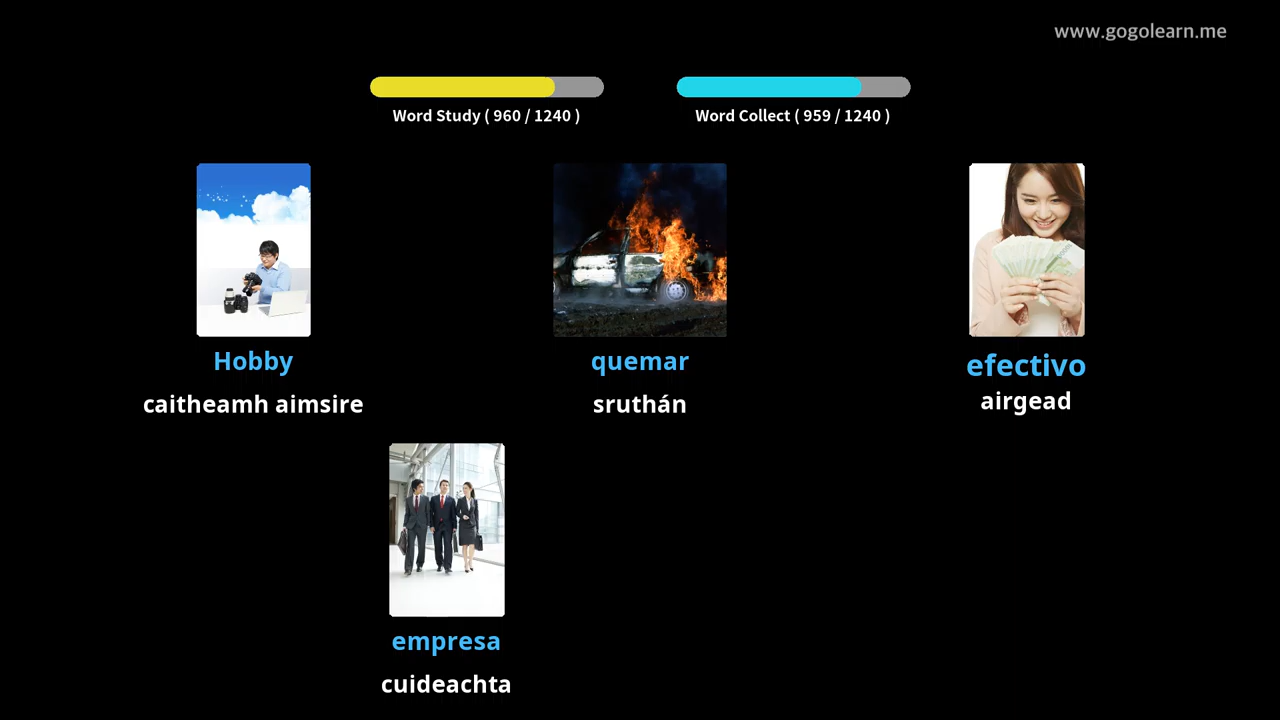 www.gogolearn.me
Word Study ( 960 / 1240 )
Word Collect ( 959 / 1240 )
Hobby
caitheamh aimsire
quemar
sruthán
efectivo
airgead
empresa
cuideachta